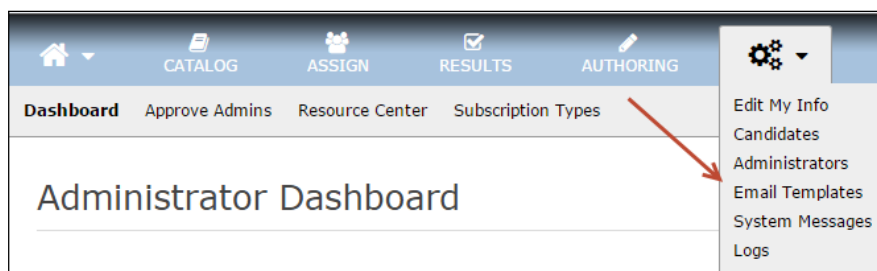 CATALOG ASSIGN RESULTS AUTHORING
Dashboard Approve Admins Resource Center Subscription Types
Administrator Dashboard
Edit My Info
Candidates
Administrators
Email Templates
System Messages
Logs